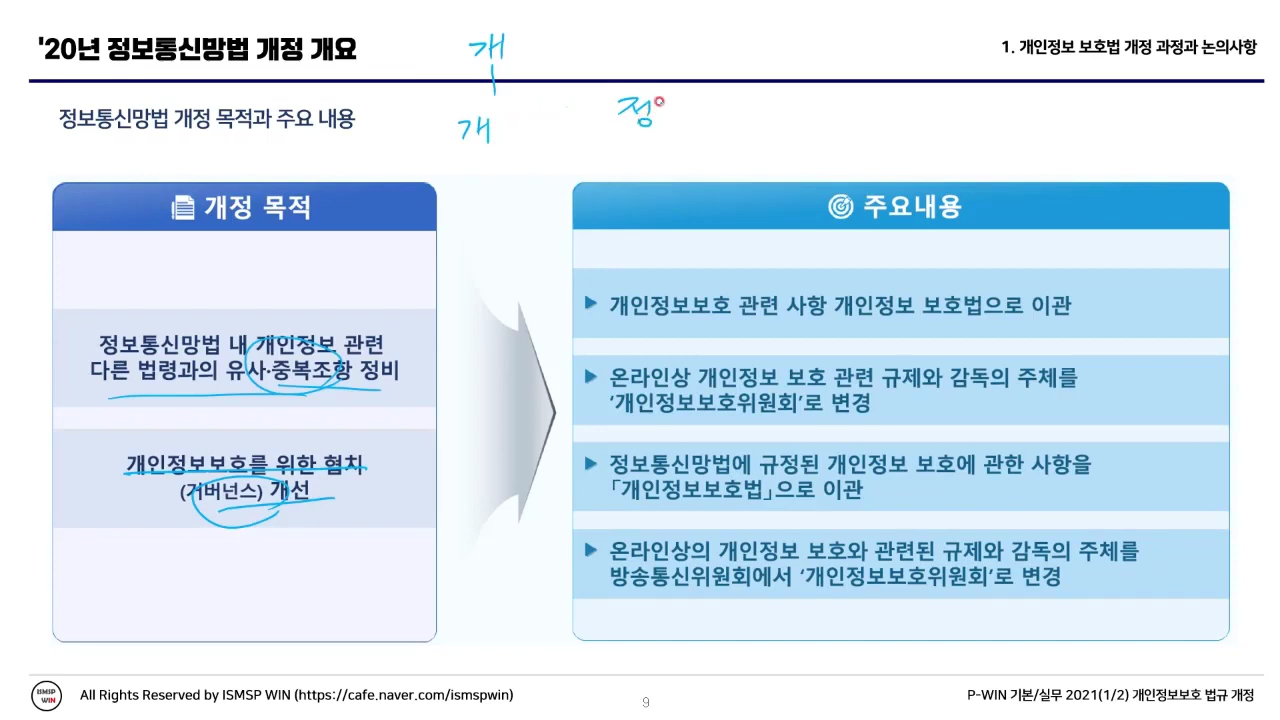 '20년 정보통신망법 개정 개요
개
1. 개인정보 보호법 개정 과정과 논의사항
정보통신망법 개정 목적과 주요 내용
개
정
개정 목적
정보통신망법 내 개인정보 관련
다른 법령과의 유사·중복조항 정비
개인정보보호를 위한 협치
(거버넌스) 개선
주요내용
개인정보보호 관련 사항 개인정보 보호법으로 이관
온라인상 개인정보 보호 관련 규제와 감독의 주체를
‘개인정보보호위원회’로 변경
정보통신망법에 규정된 개인정보 보호에 관한 사항을
「개인정보보호법」으로 이관
온라인상의 개인정보 보호와 관련된 규제와 감독의 주체를
방송통신위원회에서 ‘개인정보보호위원회’로 변경
ISMSP
WIN
All Rights Reserved by ISMSP WIN (https://cafe.naver.com/ismspwin)
9
P-WIN 기본/실무 2021(1/2) 개인정보보호 법규 개정